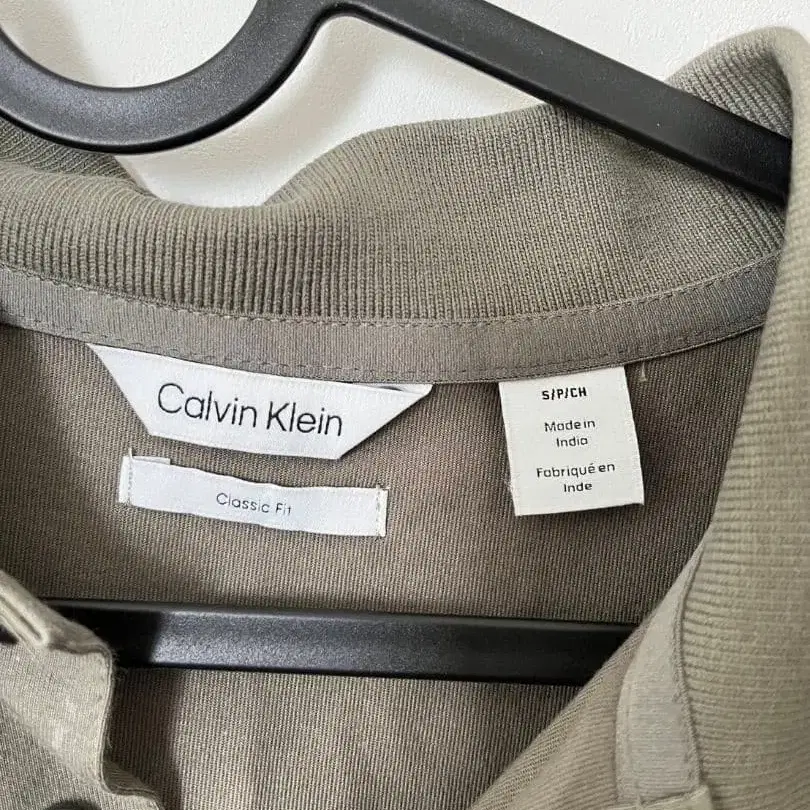 Calvin Klein
Classic Fit
S/P/CH
Made in
India
Fabriqué en
Inde